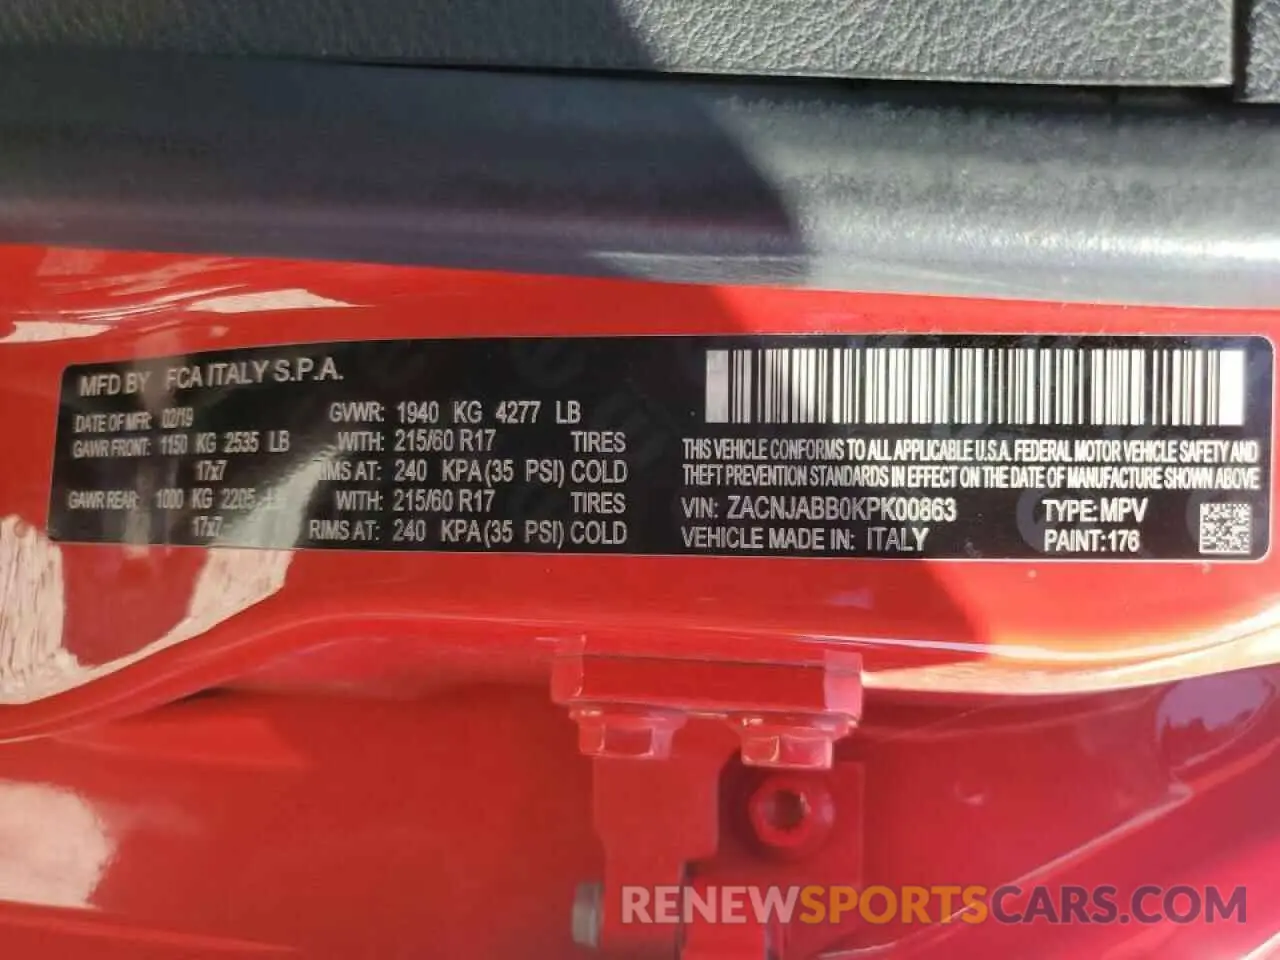 MFD BY FCA ITALY S.P.A.
DATE OF MFR: 02/19 GVWR: 1940 KG 4277 LB
GAWR FRONT: 1150 KG 2535 LB WITH: 215/60 R17 TIRES
17x7 RIMS AT: 240 KPA (35 PSI) COLD
GAWR REAR: 1000 KG 2205 LB WITH: 215/60 R17 TIRES
17x7 RIMS AT: 240 KPA (35 PSI) COLD
THIS VEHICLE CONFORMS TO ALL APPLICABLE U.S.A. FEDERAL MOTOR VEHICLE SAFETY AND
THEFT PREVENTION STANDARDS IN EFFECT ON THE DATE OF MANUFACTURE SHOWN ABOVE
VIN: ZACNJABB0KPK00863 TYPE: MPV
VEHICLE MADE IN: ITALY PAINT: 176
RENEWSPORTSCARS.COM